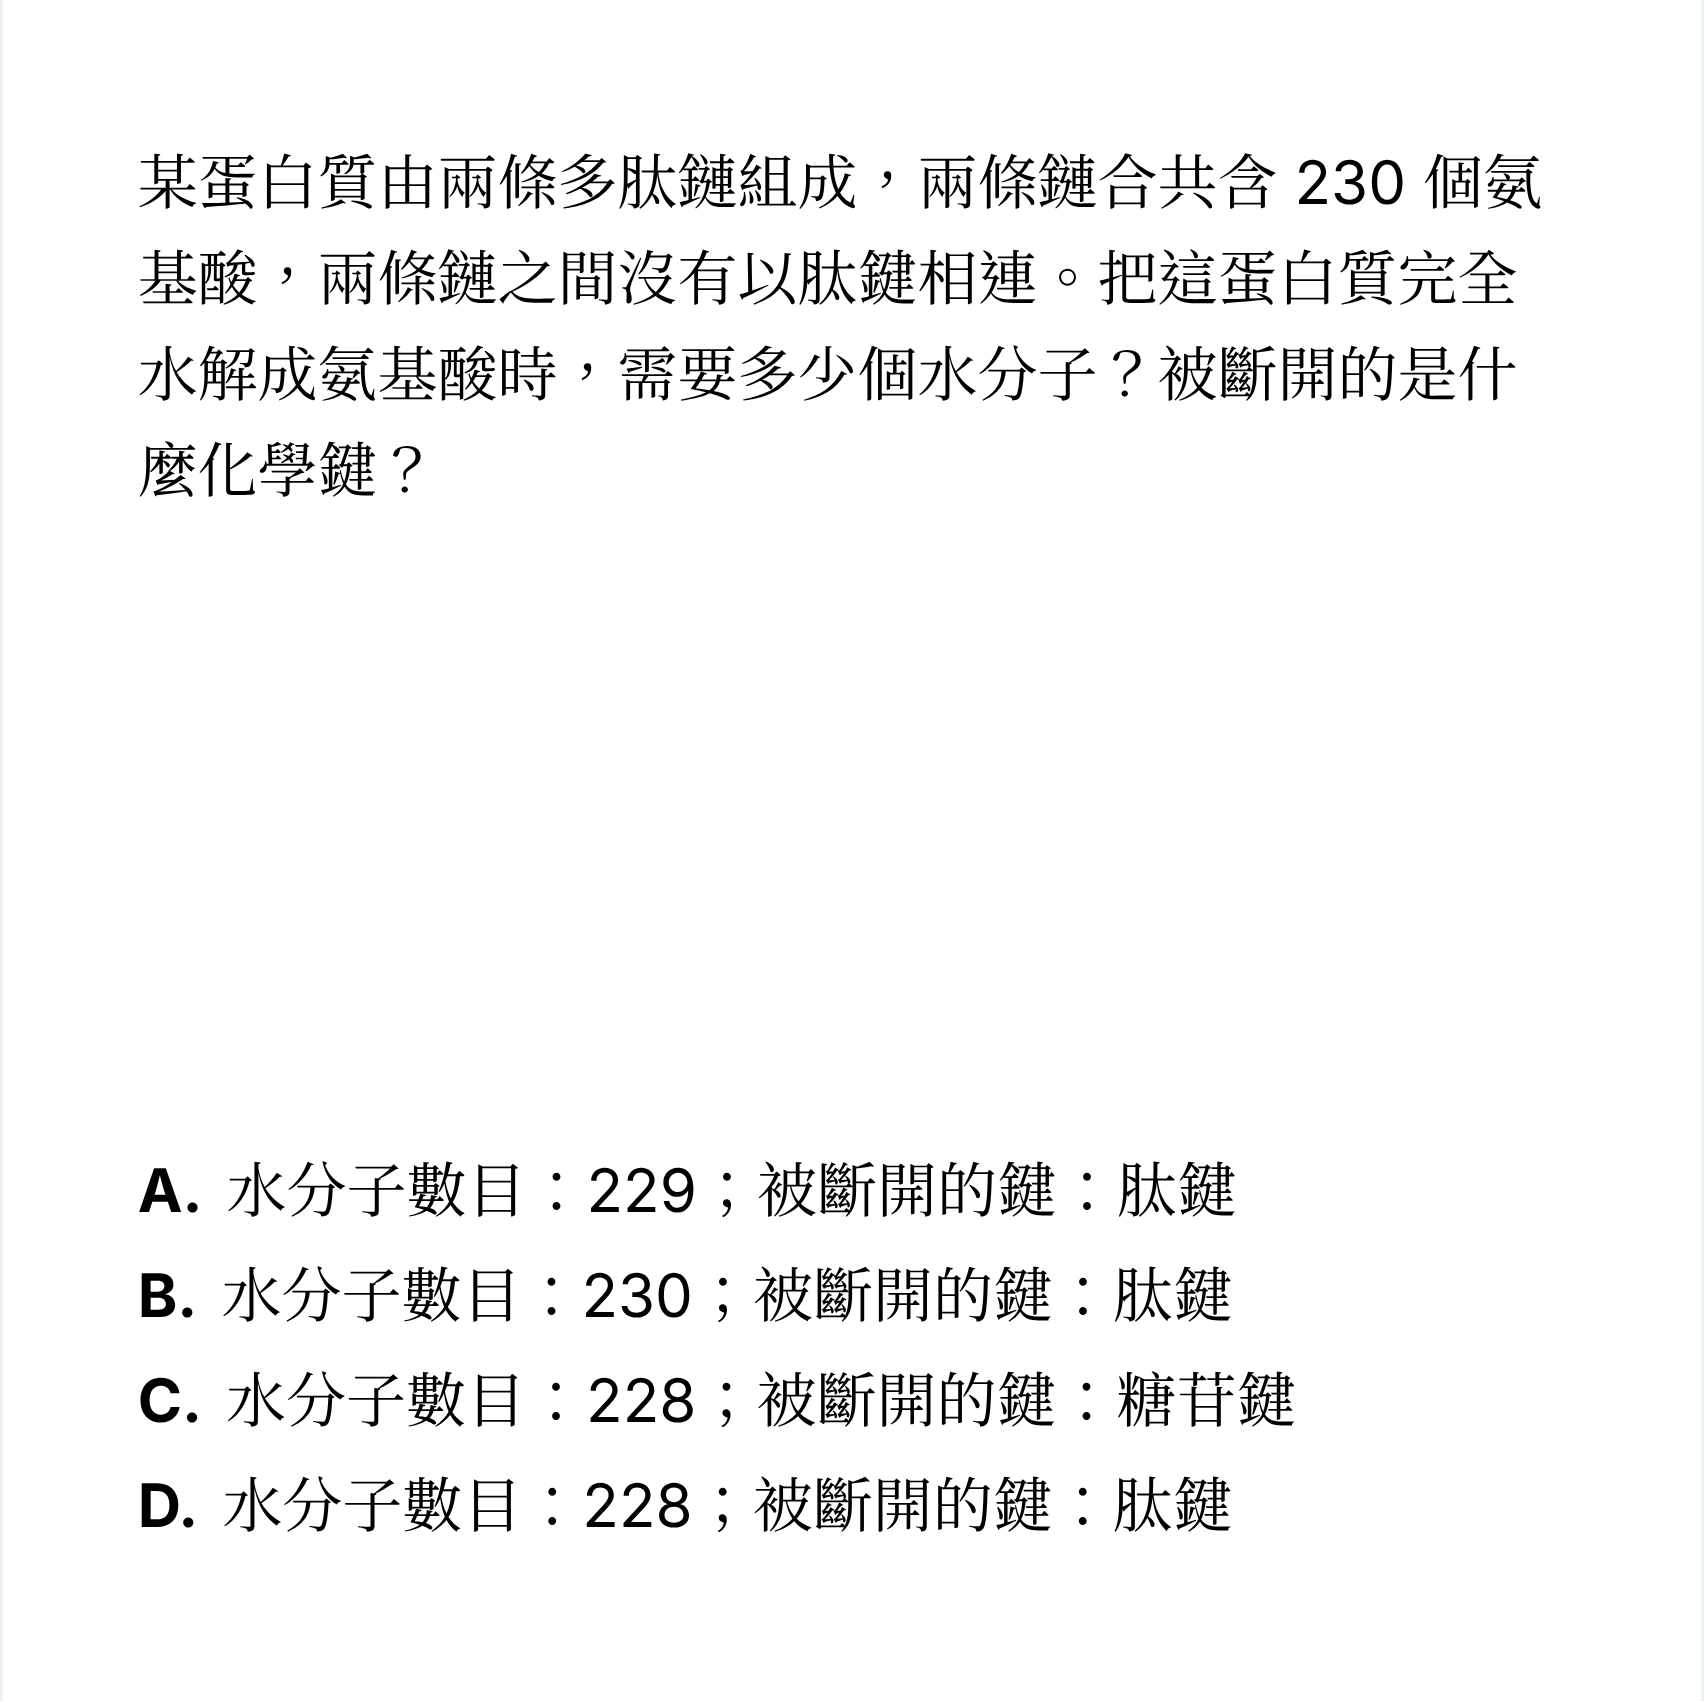 某蛋白質由兩條多肽鏈組成，兩條鏈合共含 230 個氨
基酸，兩條鏈之間沒有以肽鍵相連。把這蛋白質完全
水解成氨基酸時，需要多少個水分子？被斷開的是什
麼化學鍵？
A. 水分子數目：229；被斷開的鍵：肽鍵
B. 水分子數目：230；被斷開的鍵：肽鍵
C. 水分子數目：228；被斷開的鍵：糖苷鍵
D. 水分子數目：228；被斷開的鍵：肽鍵